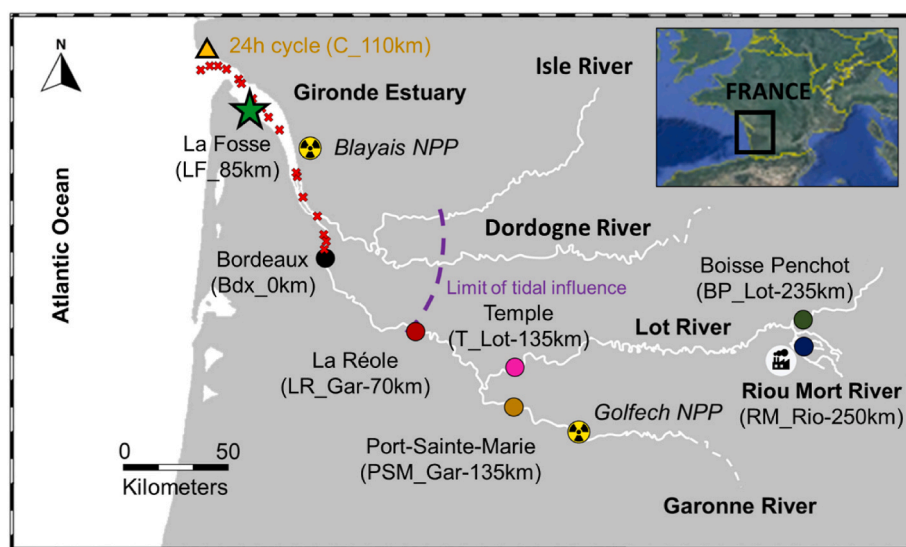 N
24h cycle (C_110km)
Isle River
FRANCE
Gironde Estuary
La Fosse
(LF_85km)
Blayais NPP
Atlantic Ocean
Dordogne River
Bordeaux
(Bdx_0km)
Limit of tidal influence
Boisse Penchot
(BP_Lot-235km)
Temple
(T_Lot-135km)
Lot River
La Réole
(LR_Gar-70km)
Riou Mort River
(RM_Rio-250km)
Golfech NPP
Port-Sainte-Marie
(PSM_Gar-135km)
0 50
Kilometers
Garonne River